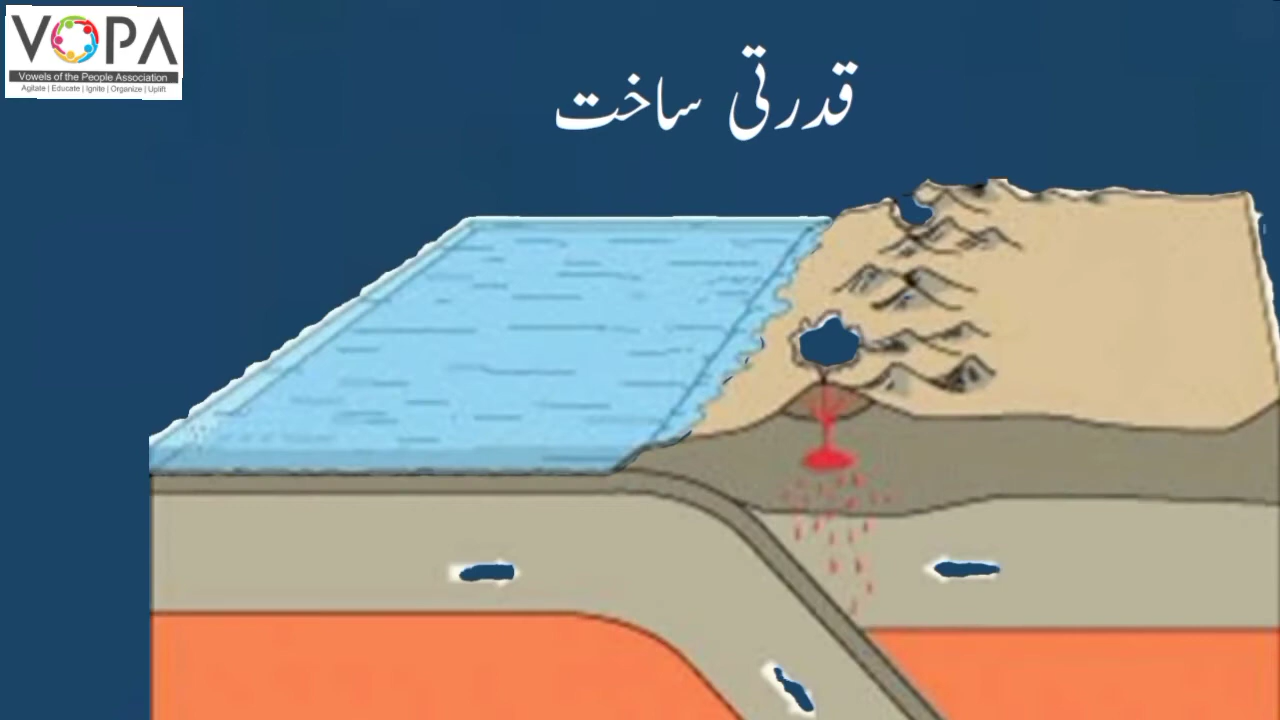 VOPA
Vowels of the People Association
Agitate | Educate | Ignite | Organize | Uplift
قدرتی ساخت